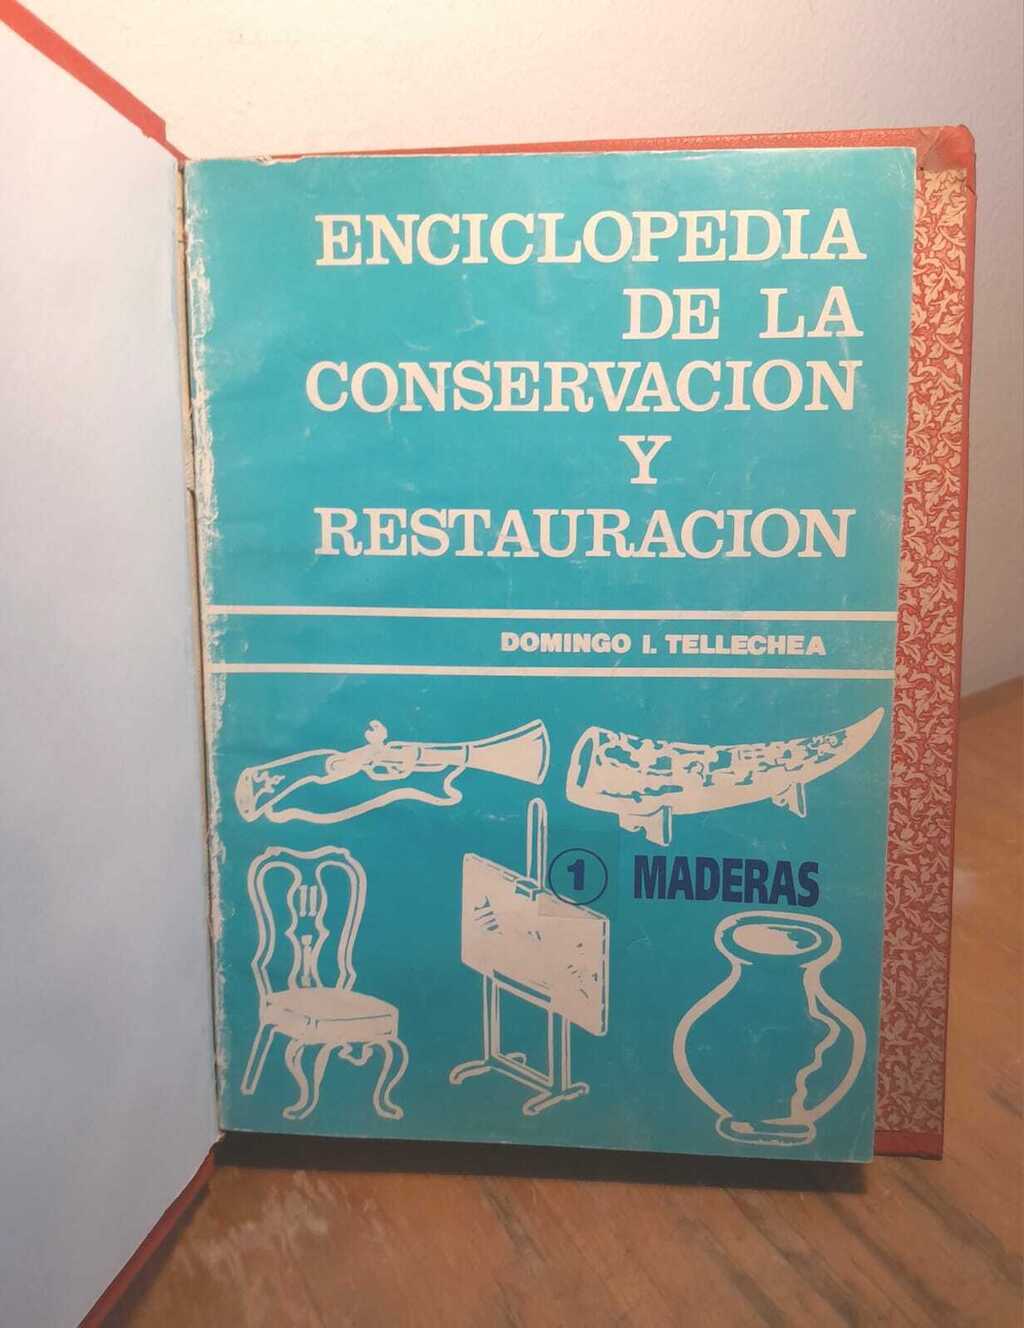 ENCICLOPEDIA
DE LA
CONSERVACION
Y
RESTAURACION
DOMINGO I. TELLECHEA
1 MADERAS